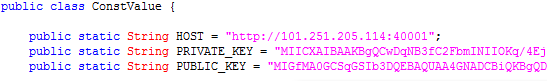 public class ConstValue {
public static String HOST = "http://101.251.205.114:40001";
public static String PRIVATE_KEY = "MIICXAIBAAKBgQCwDqNB3fC2FbmINIIOKq/4Ej
public static String PUBLIC_KEY = "MIGfMA0GCSqGSIb3DQEBAQUAA4GNADCBiQKBgQD